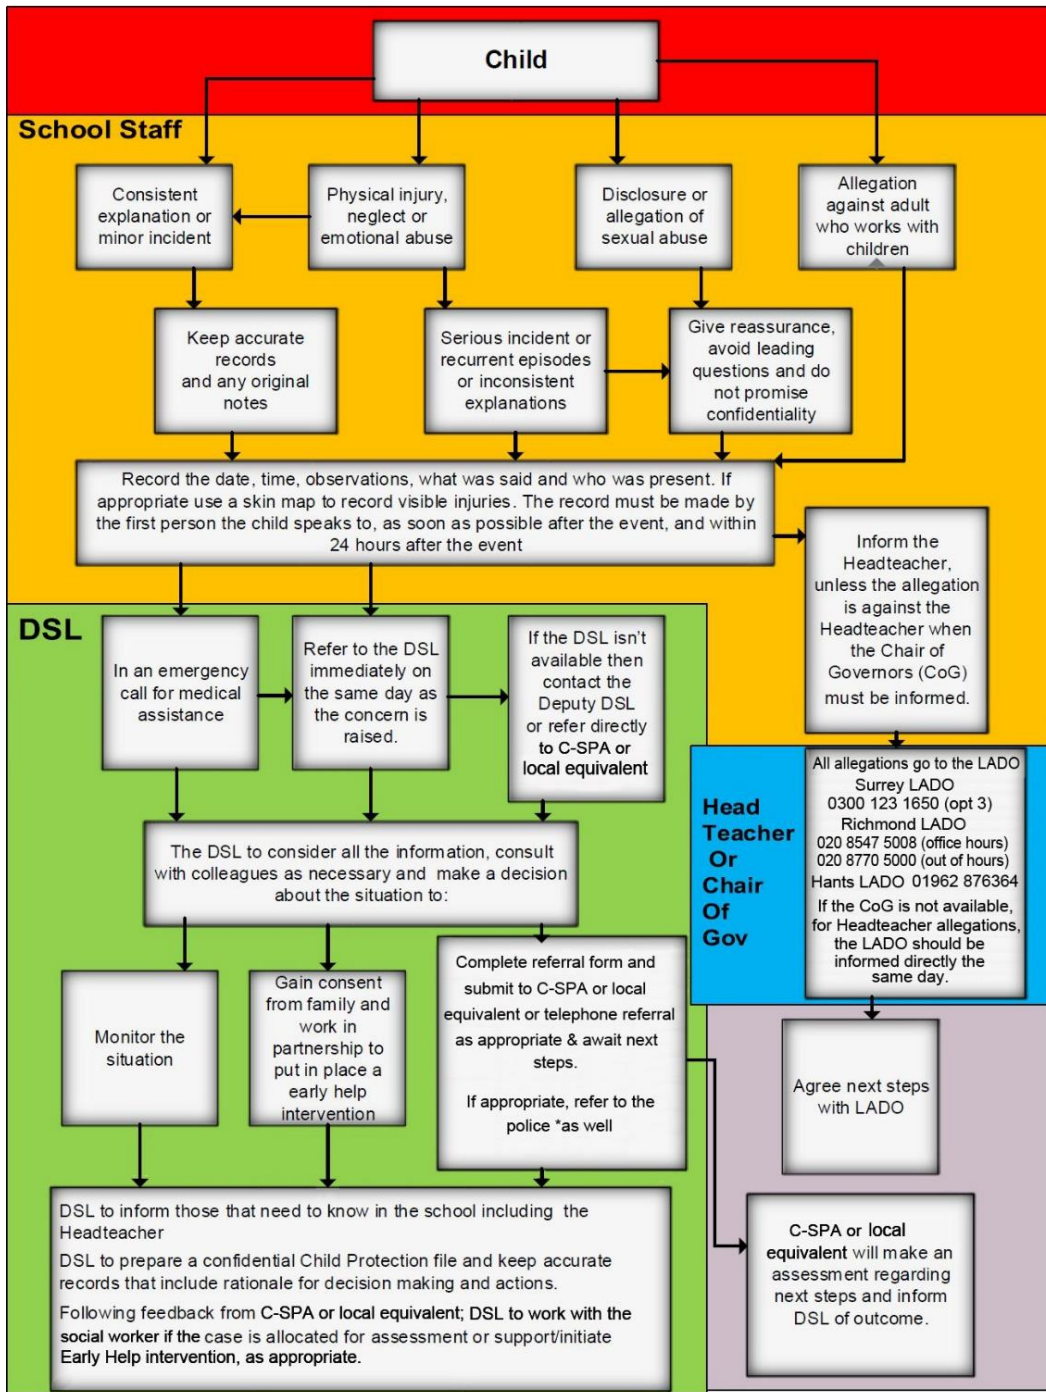 Child
School Staff
Consistent
explanation or
minor incident
Physical injury,
neglect or
emotional abuse
Disclosure or
allegation of
sexual abuse
Allegation
against adult
who works with
children
Keep accurate
records
and any original
notes
Serious incident or
recurrent episodes
or inconsistent
explanations
Give reassurance,
avoid leading
questions and do
not promise
confidentiality
Record the date, time, observations, what was said and who was present. If
appropriate use a skin map to record visible injuries. The record must be made by
the first person the child speaks to, as soon as possible after the event, and within
24 hours after the event
Inform the
Headteacher,
unless the allegation
is against the
Headteacher when
the Chair of
Governors (CoG)
must be informed.
DSL
In an emergency
call for medical
assistance
Refer to the DSL
immediately on
the same day as
the concern is
raised.
If the DSL isn't
available then
contact the
Deputy DSL
or refer directly
to C-SPA or
local equivalent
Head
Teacher
Or
Chair
Of
Gov
All allegations go to the LADO
Surrey LADO
0300 123 1650 (opt 3)
Richmond LADO
020 8547 5008 (office hours)
020 8770 5000 (out of hours)
Hants LADO 01962 876364
If the CoG is not available,
for Headteacher allegations,
the LADO should be
informed directly the
same day.
The DSL to consider all the information, consult
with colleagues as necessary and make a decision
about the situation to:
Monitor the
situation
Gain consent
from family and
work in
partnership to
put in place a
early help
intervention
Complete referral form and
submit to C-SPA or local
equivalent or telephone referral
as appropriate & await next
steps.
If appropriate, refer to the
police *as well
Agree next steps
with LADO
DSL to inform those that need to know in the school including the
Headteacher
DSL to prepare a confidential Child Protection file and keep accurate
records that include rationale for decision making and actions.
Following feedback from C-SPA or local equivalent; DSL to work with the
social worker if the case is allocated for assessment or support/initiate
Early Help intervention, as appropriate.
C-SPA or local
equivalent will make an
assessment regarding
next steps and inform
DSL of outcome.